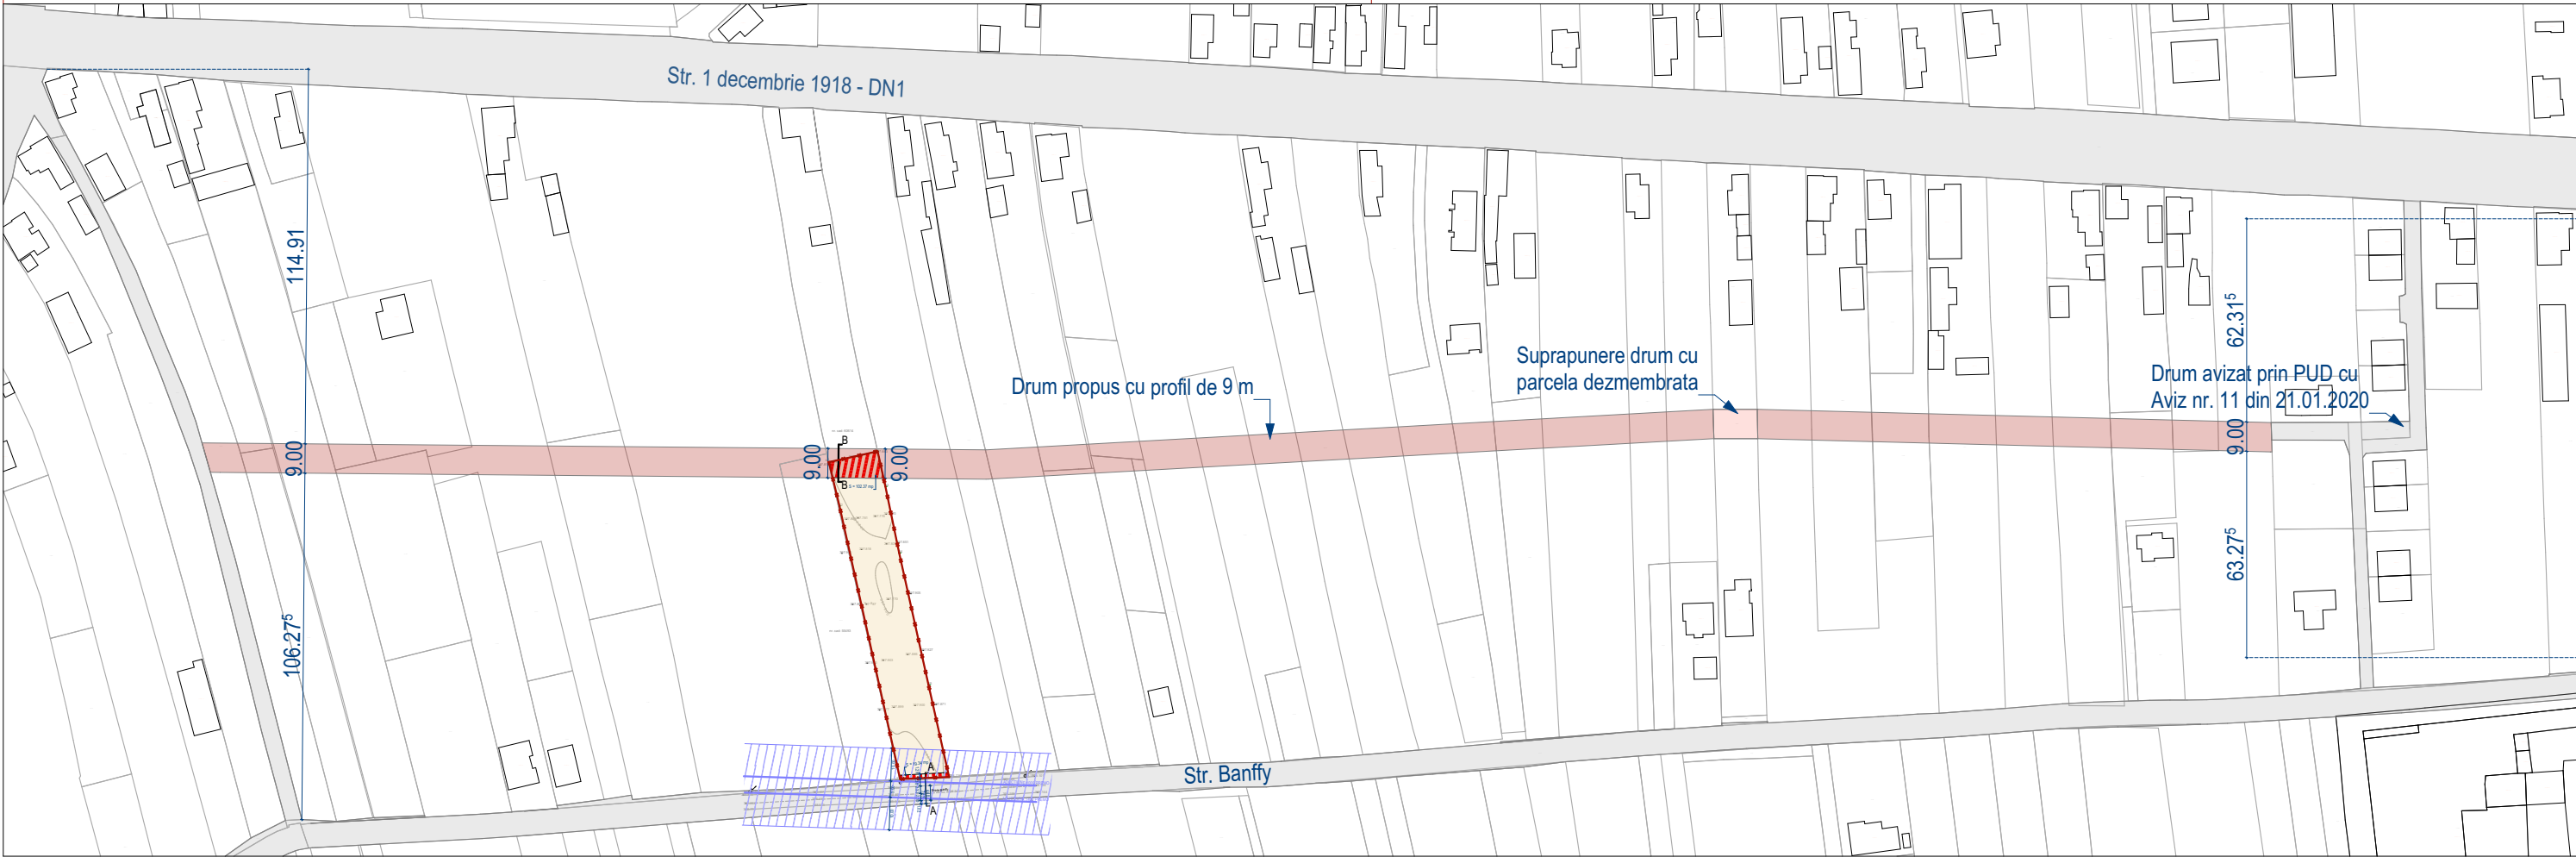 Str. 1 decembrie 1918 - DN1
114.91
9.00
106.27⁵
Drum propus cu profil de 9 m
Suprapunere drum cu
parcela dezmembrata
Drum avizat prin PUD cu
Aviz nr. 11 din 21.01.2020
62.31⁵
9.00
63.27⁵
B
9.00
9.00
B
A
A
Str. Banffy